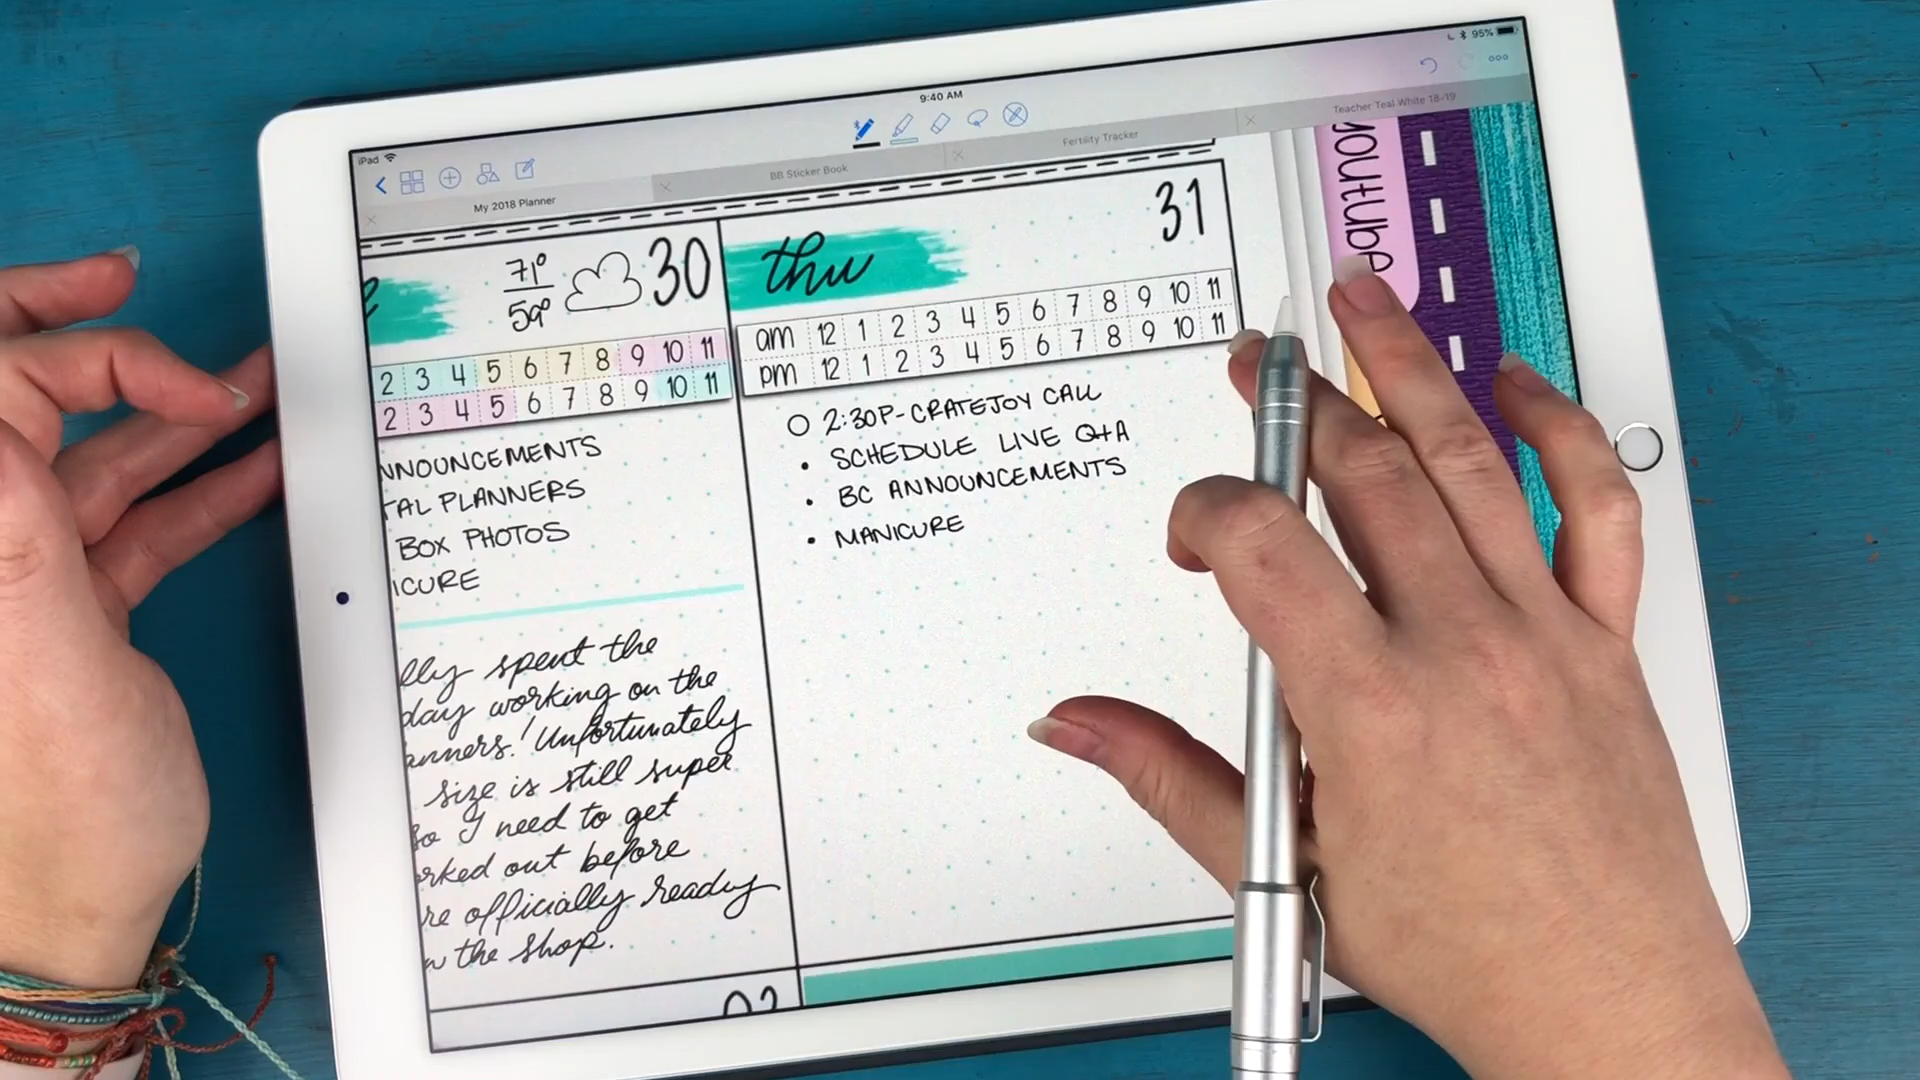 iPad
9:40 AM
95%
My 2018 Planner
BB Sticker Book
Fertility Tracker
Teacher Teal White 18-19
71°
59°
30
2 3 4 5 6 7 8 9 10 11
2 3 4 5 6 7 8 9 10 11
NNOUNCEMENTS
TAL PLANNERS
BOX PHOTOS
ICURE
lly spent the
day working on the
anners! Unfortunately
size is still super
so I need to get
rked out before
re officially ready
the shop.
thu
31
am 12 1 2 3 4 5 6 7 8 9 10 11
pm 12 1 2 3 4 5 6 7 8 9 10 11
2:30P-CRATEJOY CALL
• SCHEDULE LIVE Q+A
• BC ANNOUNCEMENTS
• MANICURE
youtube